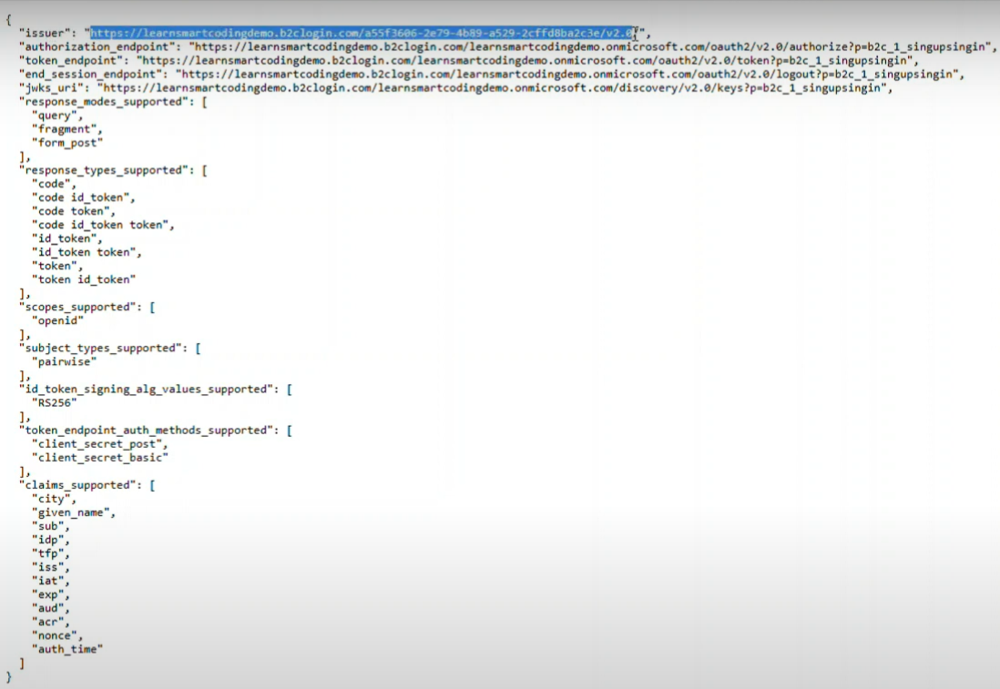 {
"issuer": "https://learnsmartcodingdemo.b2clogin.com/a55f3606-2e79-4b89-a529-2cffd8ba2c3e/v2.0/",
"authorization_endpoint": "https://learnsmartcodingdemo.b2clogin.com/learnsmartcodingdemo.onmicrosoft.com/oauth2/v2.0/authorize?p=b2c_1_singupsingin",
"token_endpoint": "https://learnsmartcodingdemo.b2clogin.com/learnsmartcodingdemo.onmicrosoft.com/oauth2/v2.0/token?p=b2c_1_singupsingin",
"end_session_endpoint": "https://learnsmartcodingdemo.b2clogin.com/learnsmartcodingdemo.onmicrosoft.com/oauth2/v2.0/logout?p=b2c_1_singupsingin",
"jwks_uri": "https://learnsmartcodingdemo.b2clogin.com/learnsmartcodingdemo.onmicrosoft.com/discovery/v2.0/keys?p=b2c_1_singupsingin",
"response_modes_supported": [
"query",
"fragment",
"form_post"
],
"response_types_supported": [
"code",
"code id_token",
"code token",
"code id_token token",
"id_token",
"id_token token",
"token",
"token id_token"
],
"scopes_supported": [
"openid"
],
"subject_types_supported": [
"pairwise"
],
"id_token_signing_alg_values_supported": [
"RS256"
],
"token_endpoint_auth_methods_supported": [
"client_secret_post",
"client_secret_basic"
],
"claims_supported": [
"city",
"given_name",
"sub",
"idp",
"tfp",
"iss",
"iat",
"exp",
"aud",
"acr",
"nonce",
"auth_time"
]
}